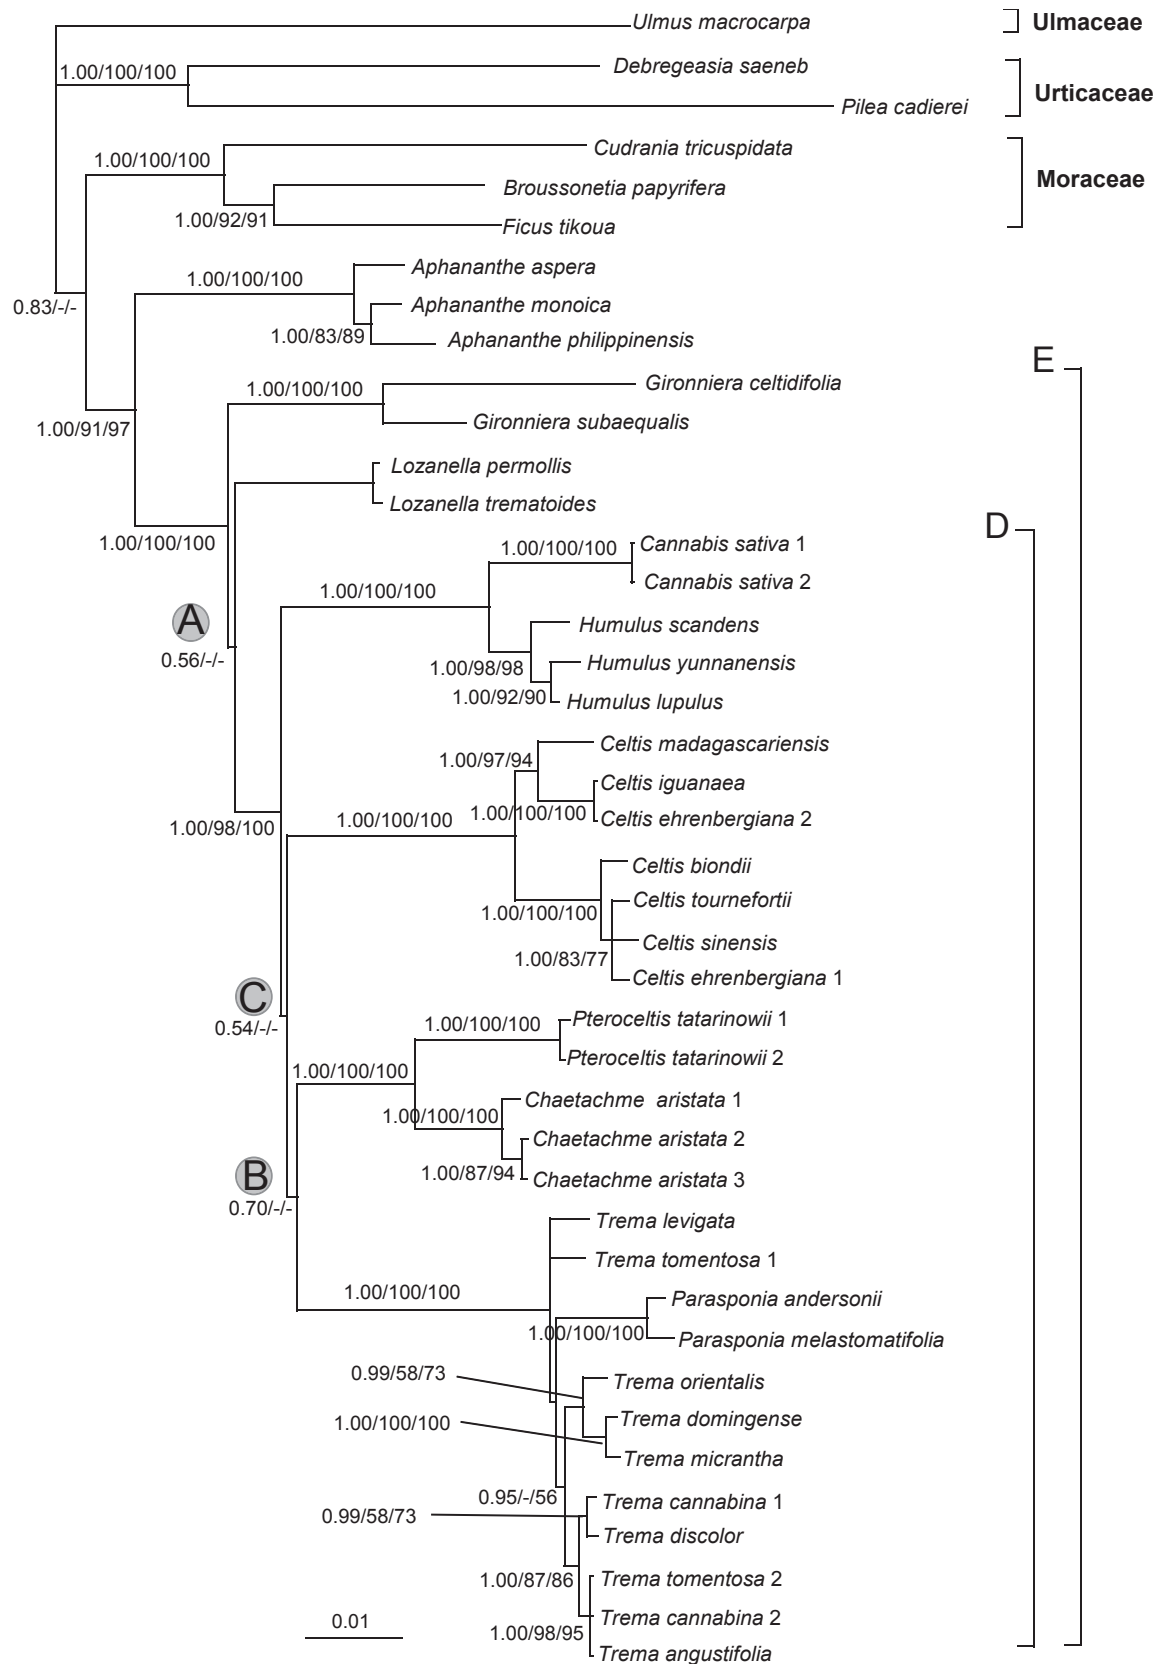 Ulmus macrocarpa
Ulmaceae
1.00/100/100
Debregeasia saeneb
Urticaceae
Pilea cadierei
1.00/100/100
Cudrania tricuspidata
Moraceae
Broussonetia papyrifera
1.00/92/91
Ficus tikoua
1.00/100/100
Aphananthe aspera
0.83/-/-
Aphananthe monoica
1.00/83/89
Aphananthe philippinensis
E
1.00/100/100
Gironniera celtidifolia
1.00/91/97
Gironniera subaequalis
Lozanella permollis
Lozanella trematoides
D
1.00/100/100
1.00/100/100
Cannabis sativa 1
Cannabis sativa 2
1.00/100/100
A
Humulus scandens
0.56/-/-
1.00/98/98
Humulus yunnanensis
1.00/92/90
Humulus lupulus
Celtis madagascariensis
1.00/97/94
Celtis iguanaea
1.00/100/100
Celtis ehrenbergiana 2
1.00/98/100
1.00/100/100
Celtis biondii
Celtis tournefortii
1.00/100/100
Celtis sinensis
1.00/83/77
Celtis ehrenbergiana 1
C
0.54/-/-
1.00/100/100
Pteroceltis tatarinowii 1
Pteroceltis tatarinowii 2
1.00/100/100
Chaetachme aristata 1
1.00/100/100
Chaetachme aristata 2
1.00/87/94
Chaetachme aristata 3
B
0.70/-/-
Trema levigata
Trema tomentosa 1
1.00/100/100
Parasponia andersonii
1.00/100/100
Parasponia melastomatifolia
0.99/58/73
Trema orientalis
1.00/100/100
Trema domingense
Trema micrantha
0.95/-/56
Trema cannabina 1
0.99/58/73
Trema discolor
1.00/87/86
Trema tomentosa 2
Trema cannabina 2
1.00/98/95
Trema angustifolia
0.01